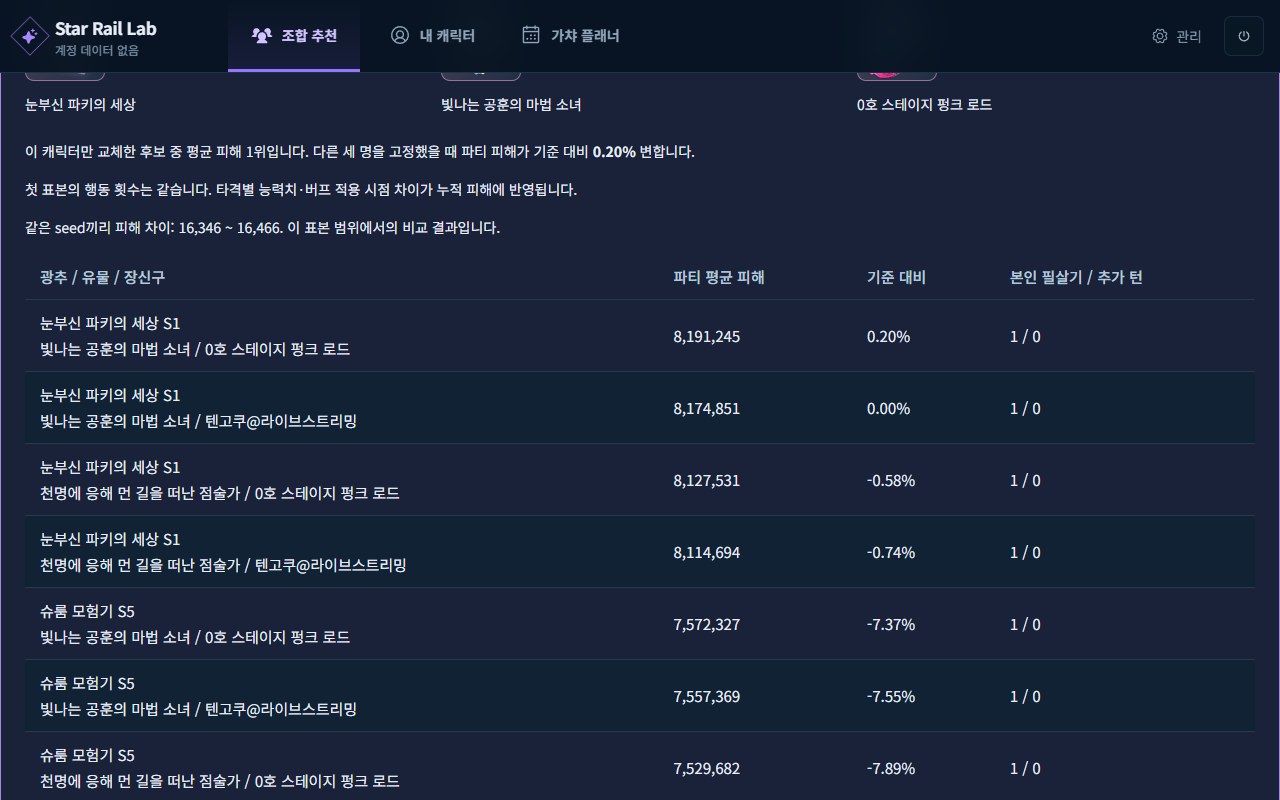 Star Rail Lab
계정 데이터 없음
조합 추천
내 캐릭터
가챠 플래너
관리
눈부신 파키의 세상
빛나는 공훈의 마법 소녀
0호 스테이지 펑크 로드
이 캐릭터만 교체한 후보 중 평균 피해 1위입니다. 다른 세 명을 고정했을 때 파티 피해가 기준 대비 0.20% 변합니다.
첫 표본의 행동 횟수는 같습니다. 타격별 능력치·버프 적용 시점 차이가 누적 피해에 반영됩니다.
같은 seed끼리 피해 차이: 16,346 ~ 16,466. 이 표본 범위에서의 비교 결과입니다.
광추 / 유물 / 장신구 파티 평균 피해 기준 대비 본인 필살기 / 추가 턴
눈부신 파키의 세상 S1
빛나는 공훈의 마법 소녀 / 0호 스테이지 펑크 로드
8,191,245 0.20% 1 / 0
눈부신 파키의 세상 S1
빛나는 공훈의 마법 소녀 / 텐고쿠@라이브스트리밍
8,174,851 0.00% 1 / 0
눈부신 파키의 세상 S1
천명에 응해 먼 길을 떠난 점술가 / 0호 스테이지 펑크 로드
8,127,531 -0.58% 1 / 0
눈부신 파키의 세상 S1
천명에 응해 먼 길을 떠난 점술가 / 텐고쿠@라이브스트리밍
8,114,694 -0.74% 1 / 0
슈룸 모험기 S5
빛나는 공훈의 마법 소녀 / 0호 스테이지 펑크 로드
7,572,327 -7.37% 1 / 0
슈룸 모험기 S5
빛나는 공훈의 마법 소녀 / 텐고쿠@라이브스트리밍
7,557,369 -7.55% 1 / 0
슈룸 모험기 S5
천명에 응해 먼 길을 떠난 점술가 / 0호 스테이지 펑크 로드
7,529,682 -7.89% 1 / 0